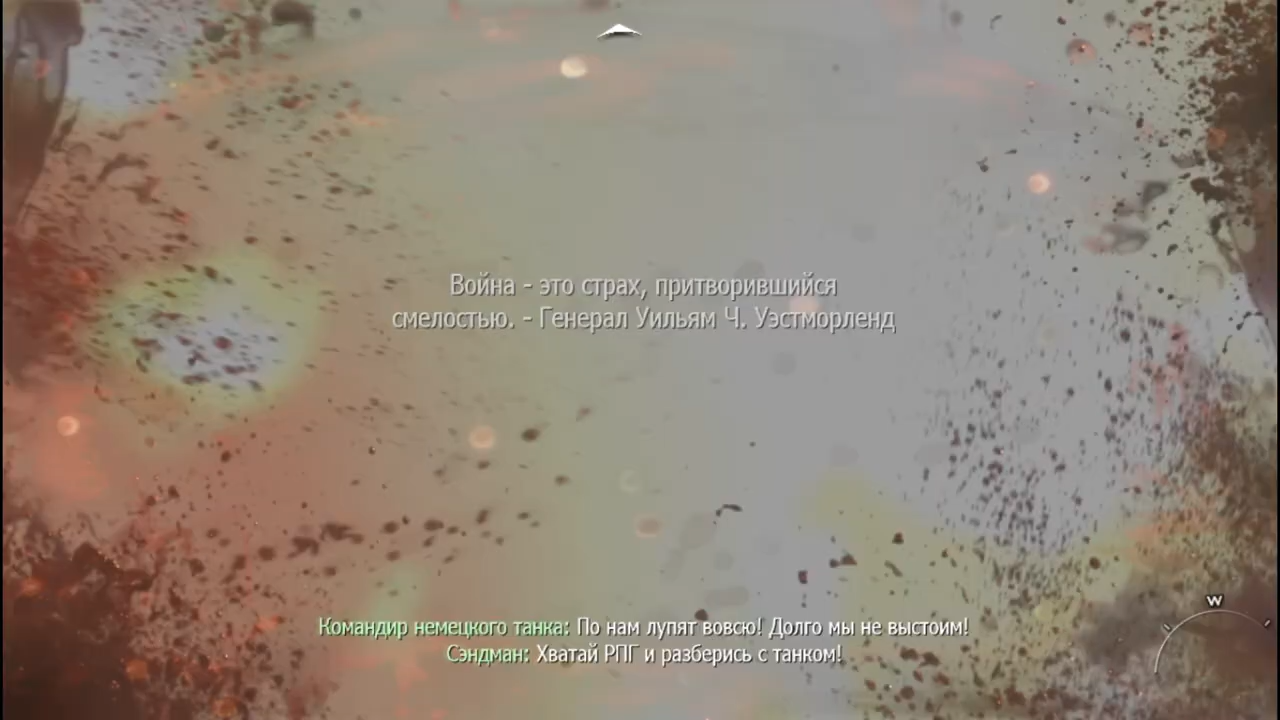 Война - это страх, притворившийся
смелостью. - Генерал Уильям Ч. Уэстморленд
Командир немецкого танка: По нам лупят вовсю! Долго мы не выстоим!
Сэндман: Хватай РПГ и разберись с танком!
W